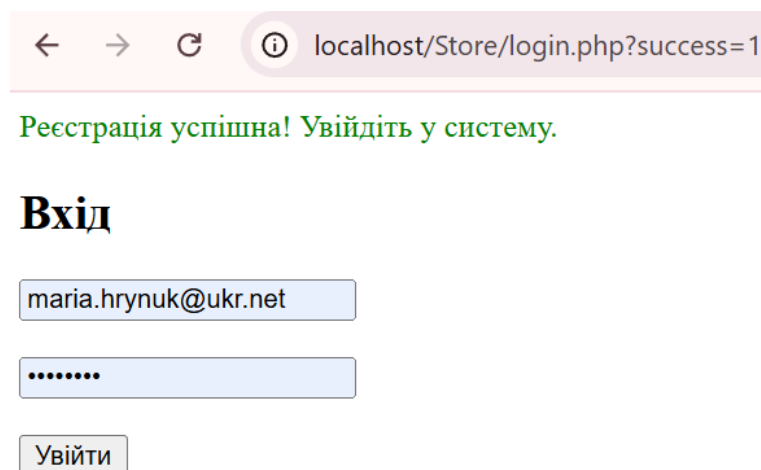 localhost/Store/login.php?success=1
Реєстрація успішна! Увійдіть у систему.
Вхід
maria.hrynuk@ukr.net
••••••••
Увійти